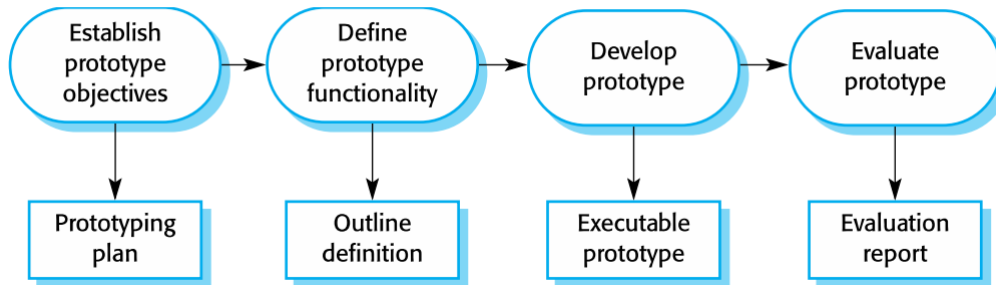 Establish
prototype
objectives
Define
prototype
functionality
Develop
prototype
Evaluate
prototype
Prototyping
plan
Outline
definition
Executable
prototype
Evaluation
report